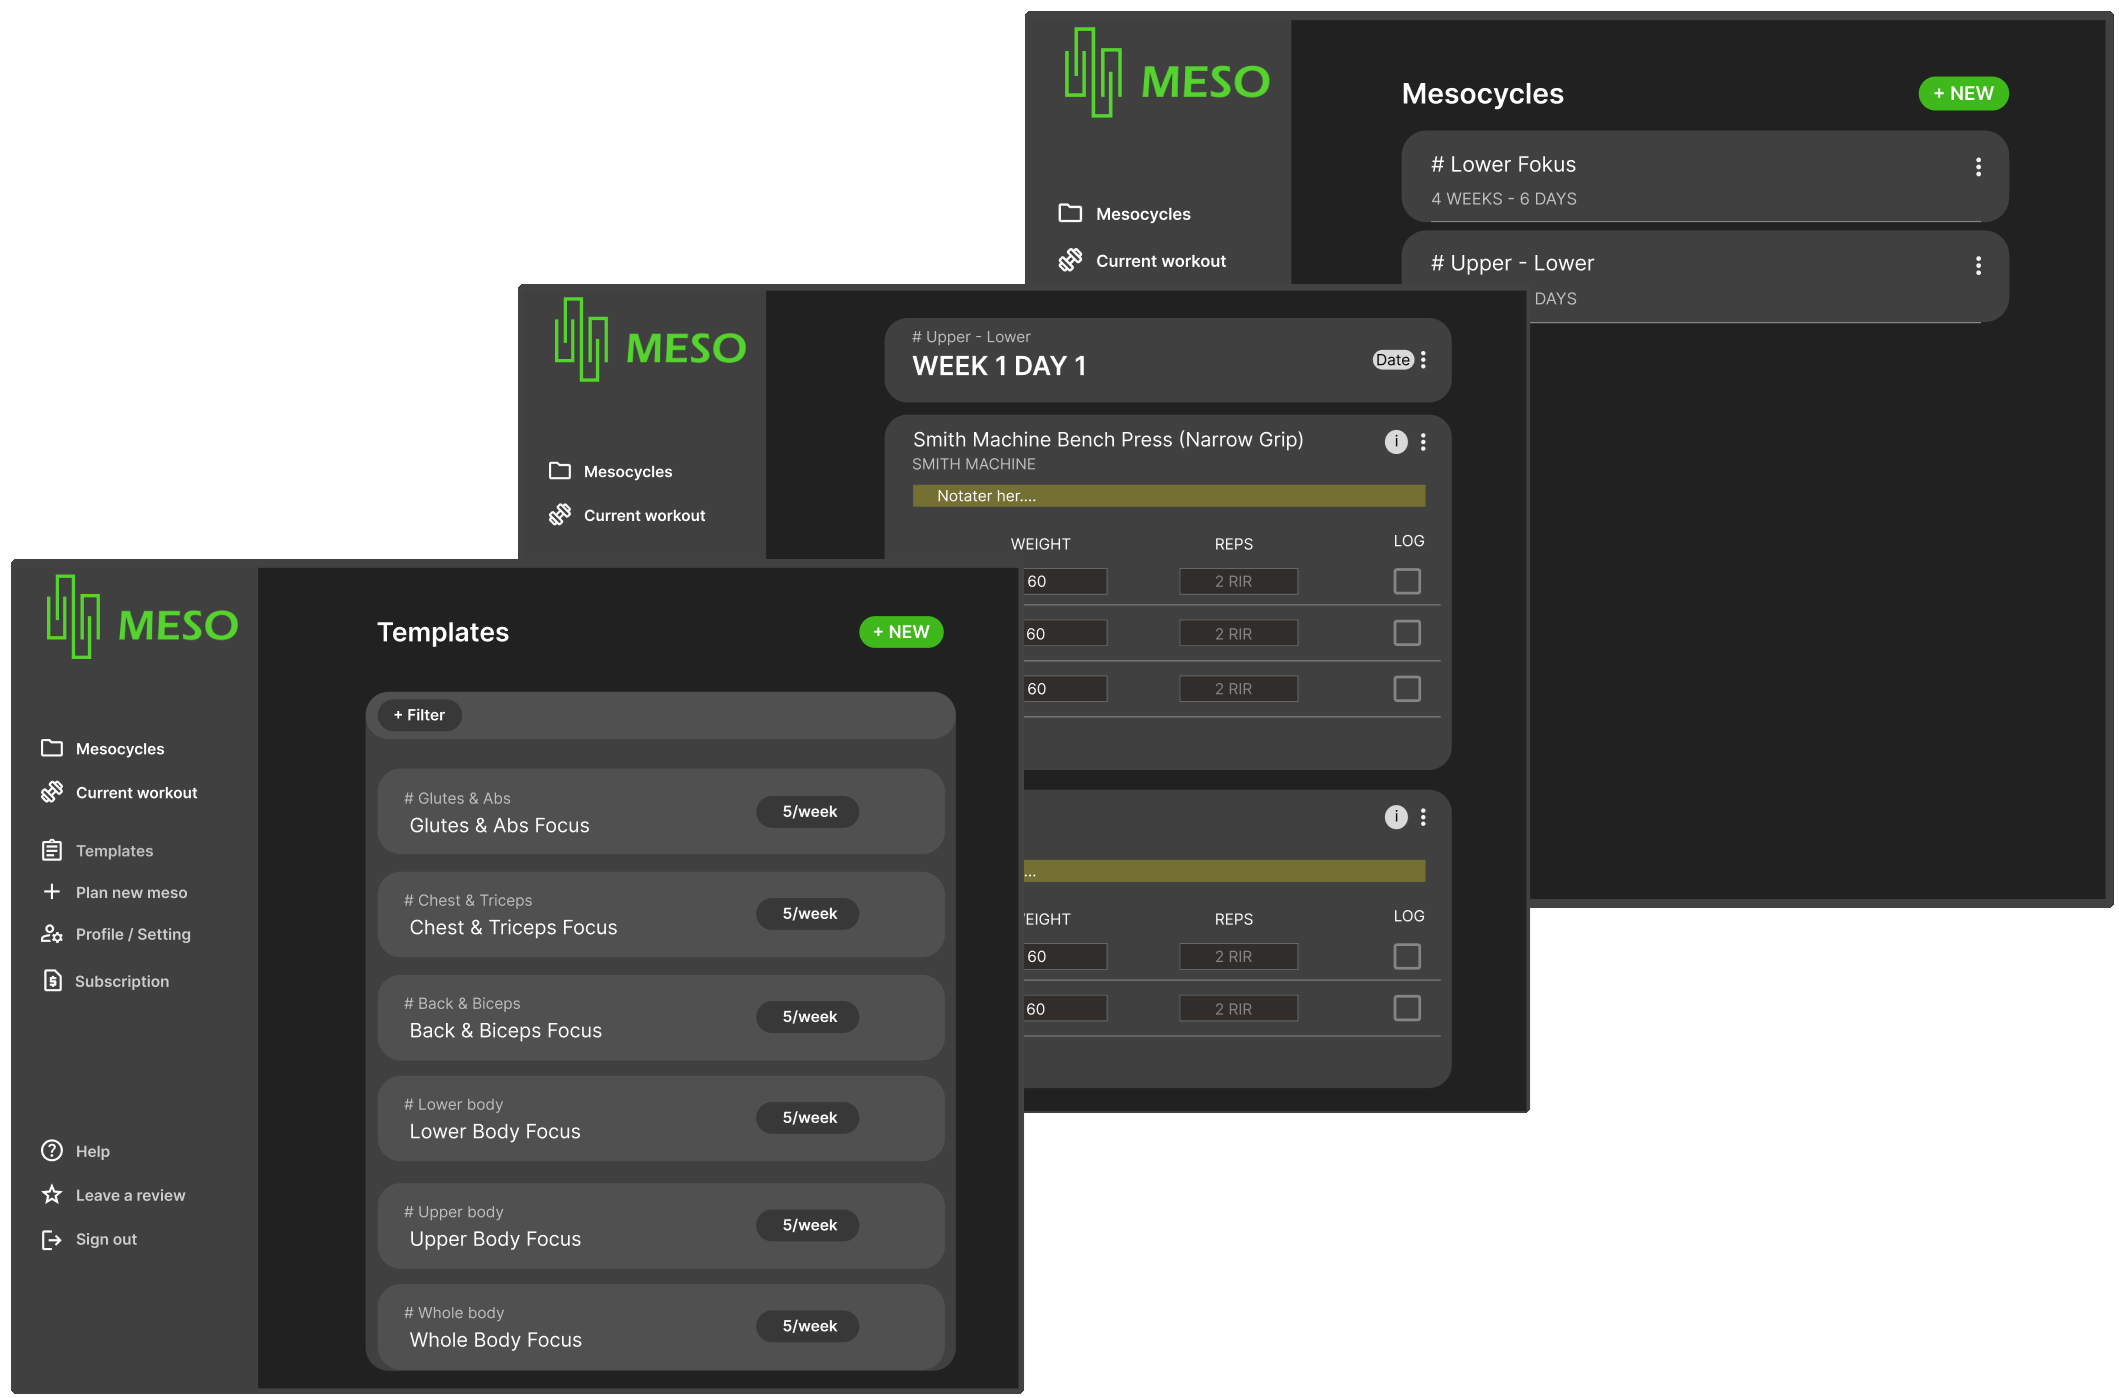 MESO
Mesocycles
Current workout
Mesocycles
+ NEW
# Lower Fokus
4 WEEKS - 6 DAYS
# Upper - Lower
DAYS
MESO
Mesocycles
Current workout
# Upper - Lower
WEEK 1 DAY 1
Date
Smith Machine Bench Press (Narrow Grip)
i
SMITH MACHINE
Notater her....
WEIGHT REPS LOG
60 2 RIR
60 2 RIR
60 2 RIR
i
...
EIGHT REPS LOG
60 2 RIR
60 2 RIR
MESO
Mesocycles
Current workout
Templates
Plan new meso
Profile / Setting
Subscription
Help
Leave a review
Sign out
Templates
+ NEW
+ Filter
# Glutes & Abs
Glutes & Abs Focus
5/week
# Chest & Triceps
Chest & Triceps Focus
5/week
# Back & Biceps
Back & Biceps Focus
5/week
# Lower body
Lower Body Focus
5/week
# Upper body
Upper Body Focus
5/week
# Whole body
Whole Body Focus
5/week